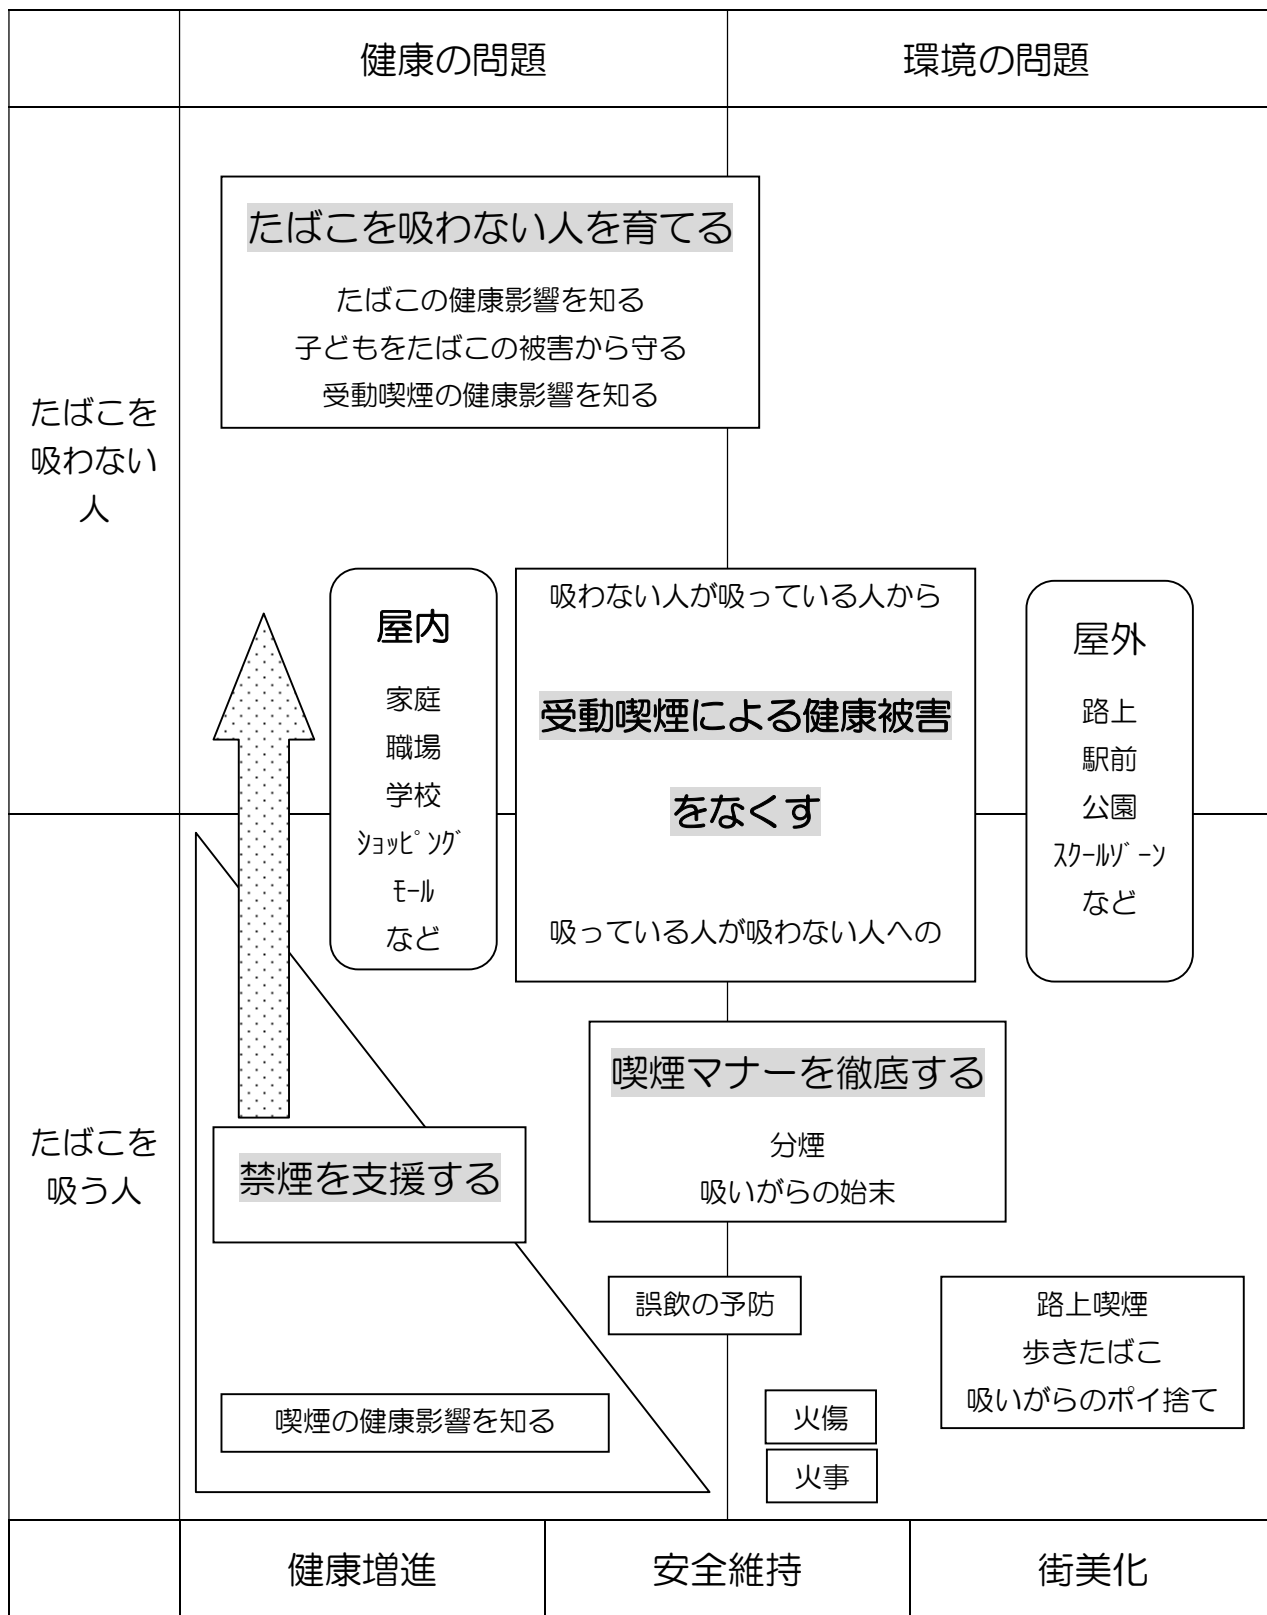 健康の問題
環境の問題
たばこを吸わない人を育てる
たばこの健康影響を知る
子どもをたばこの被害から守る
受動喫煙の健康影響を知る
たばこを
吸わない
人
屋内
家庭
職場
学校
ｼｮｯﾋﾟﾝｸﾞ
ﾓｰﾙ
など
吸わない人が吸っている人から
受動喫煙による健康被害
をなくす
吸っている人が吸わない人への
屋外
路上
駅前
公園
ｽｸｰﾙｿﾞｰﾝ
など
たばこを
吸う人
禁煙を支援する
喫煙マナーを徹底する
分煙
吸いがらの始末
誤飲の予防
路上喫煙
歩きたばこ
吸いがらのポイ捨て
喫煙の健康影響を知る
火傷
火事
健康増進
安全維持
街美化